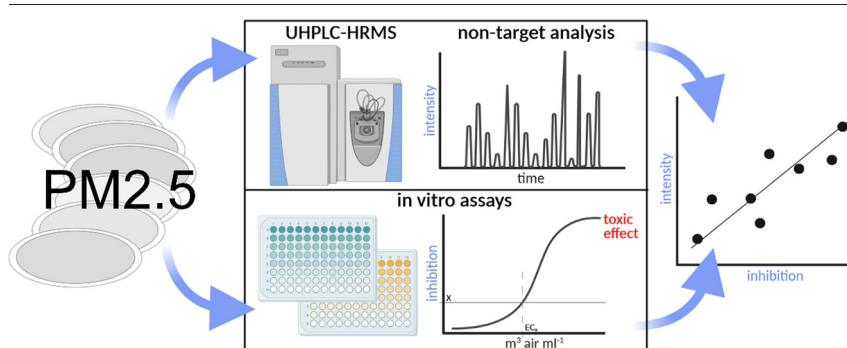 UHPLC-HRMS
non-target analysis
intensity
time
PM2.5
in vitro assays
toxic
effect
inhibition
x
ECx
m³ air ml⁻¹
intensity
inhibition